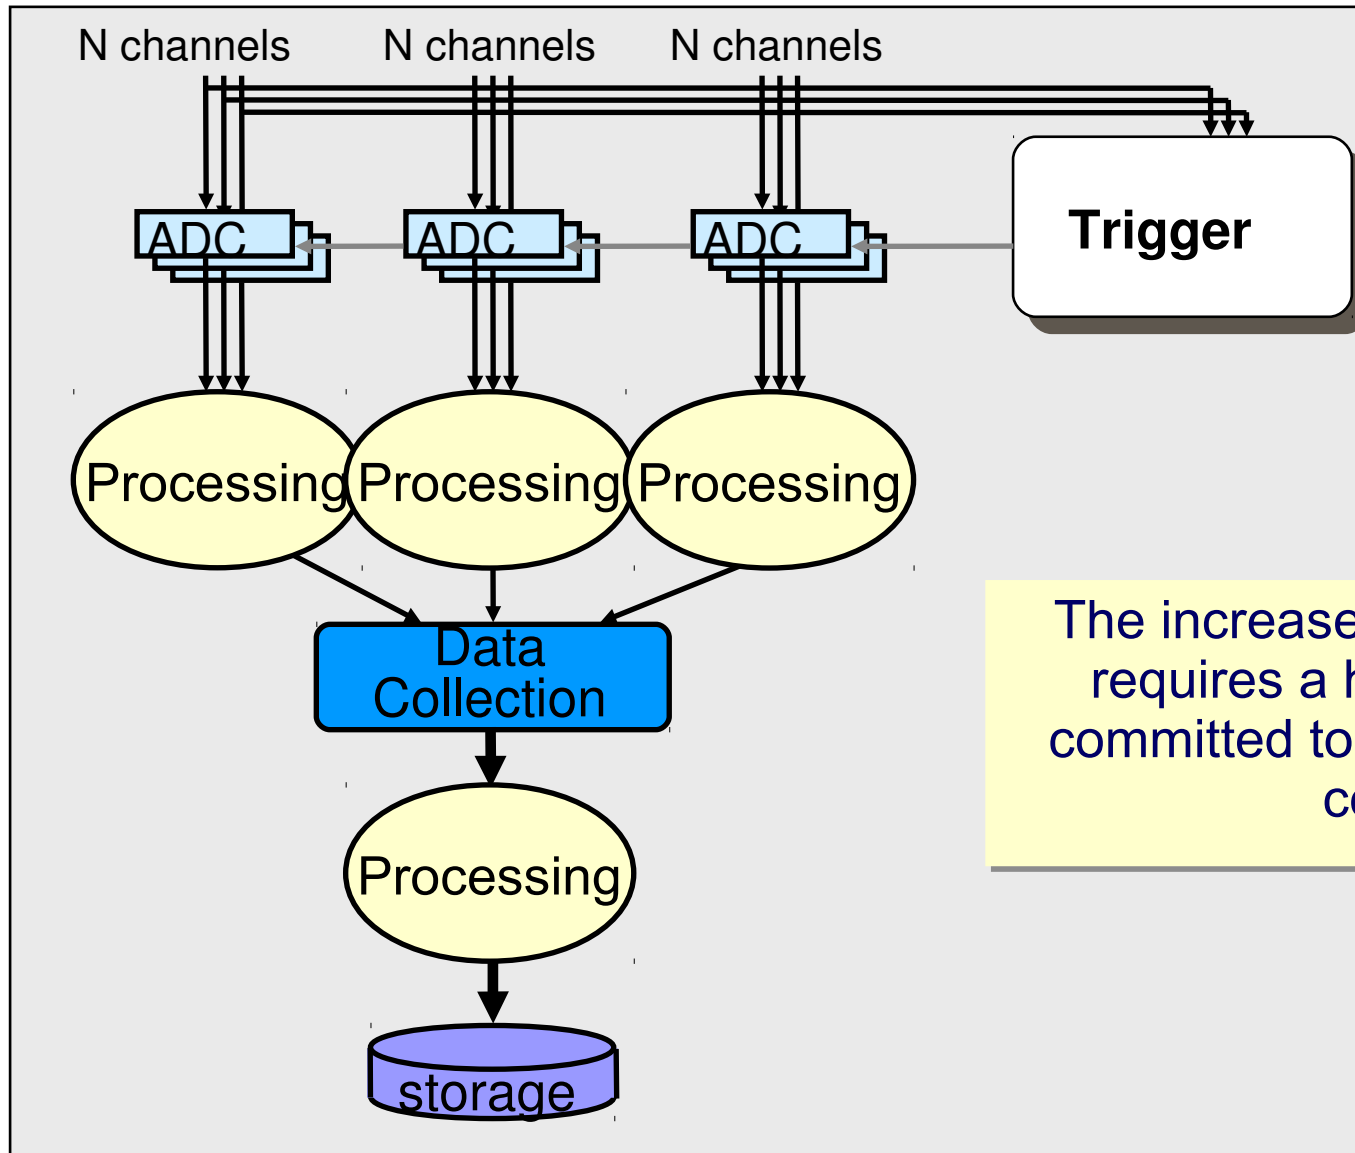 N channels N channels N channels
Trigger
ADC ADC ADC
Processing Processing Processing
Data
Collection
The increase
requires a
committed to
Processing
storage